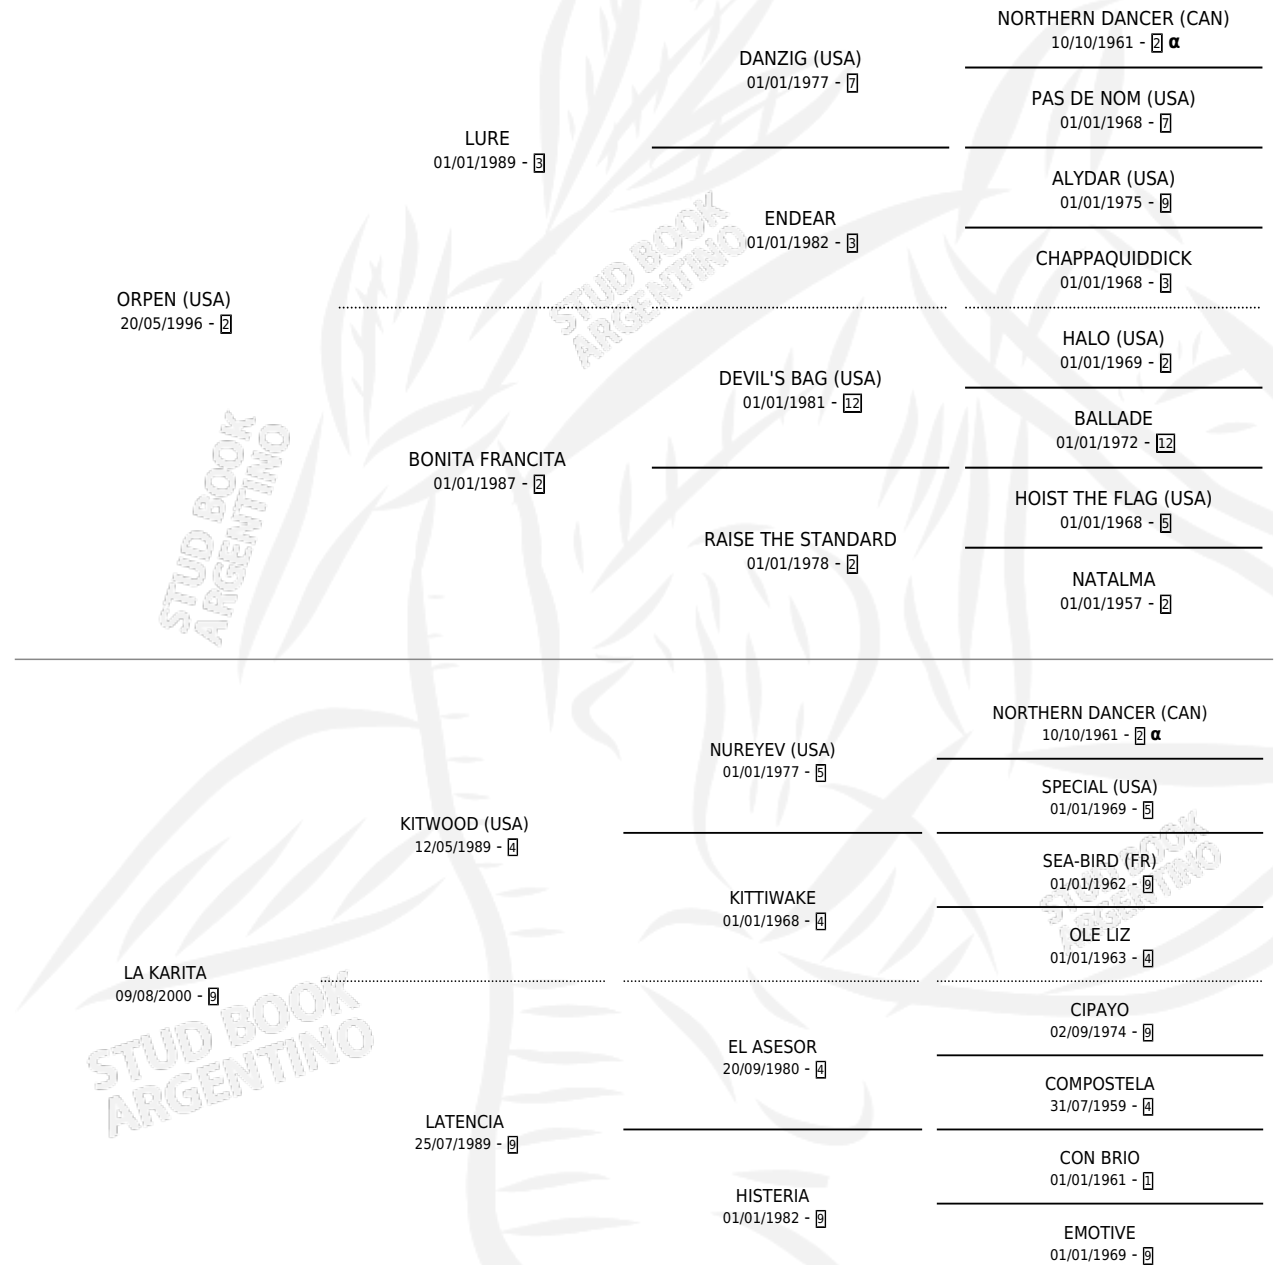 NORTHERN DANCER (CAN)
10/10/1961 - 2 α
DANZIG (USA)
01/01/1977 - 7
PAS DE NOM (USA)
01/01/1968 - 7
LURE
01/01/1989 - 3
ALYDAR (USA)
01/01/1975 - 9
ENDEAR
01/01/1982 - 3
CHAPPAQUIDDICK
01/01/1968 - 3
STUD BOOK
ARGENTINO
ORPEN (USA)
20/05/1996 - 2
HALO (USA)
01/01/1969 - 2
DEVIL'S BAG (USA)
01/01/1981 - 12
BALLADE
01/01/1972 - 12
BONITA FRANCITA
01/01/1987 - 2
HOIST THE FLAG (USA)
01/01/1968 - 5
RAISE THE STANDARD
01/01/1978 - 2
NATALMA
01/01/1957 - 2
STUD BOOK
ARGENTINO
NORTHERN DANCER (CAN)
10/10/1961 - 2 α
NUREYEV (USA)
01/01/1977 - 5
SPECIAL (USA)
01/01/1969 - 5
KITWOOD (USA)
12/05/1989 - 4
SEA-BIRD (FR)
01/01/1962 - 9
KITTIWAKE
01/01/1968 - 4
OLE LIZ
01/01/1963 - 4
STUD BOOK
ARGENTINO
LA KARITA
09/08/2000 - 9
CIPAYO
02/09/1974 - 9
EL ASESOR
20/09/1980 - 4
COMPOSTELA
31/07/1959 - 4
LATENCIA
25/07/1989 - 9
CON BRIO
01/01/1961 - 1
HISTERIA
01/01/1982 - 9
EMOTIVE
01/01/1969 - 9
STUD BOOK
ARGENTINO